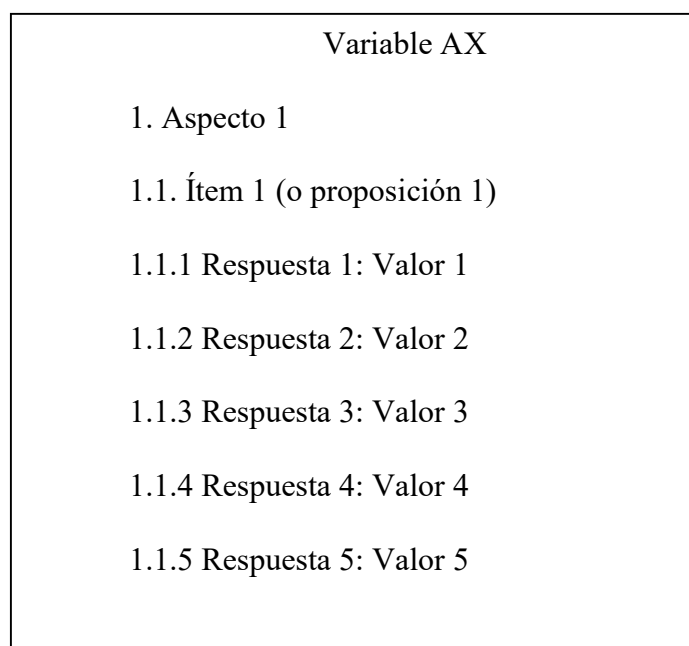 Variable AX
1. Aspecto 1
1.1. Ítem 1 (o proposición 1)
1.1.1 Respuesta 1: Valor 1
1.1.2 Respuesta 2: Valor 2
1.1.3 Respuesta 3: Valor 3
1.1.4 Respuesta 4: Valor 4
1.1.5 Respuesta 5: Valor 5